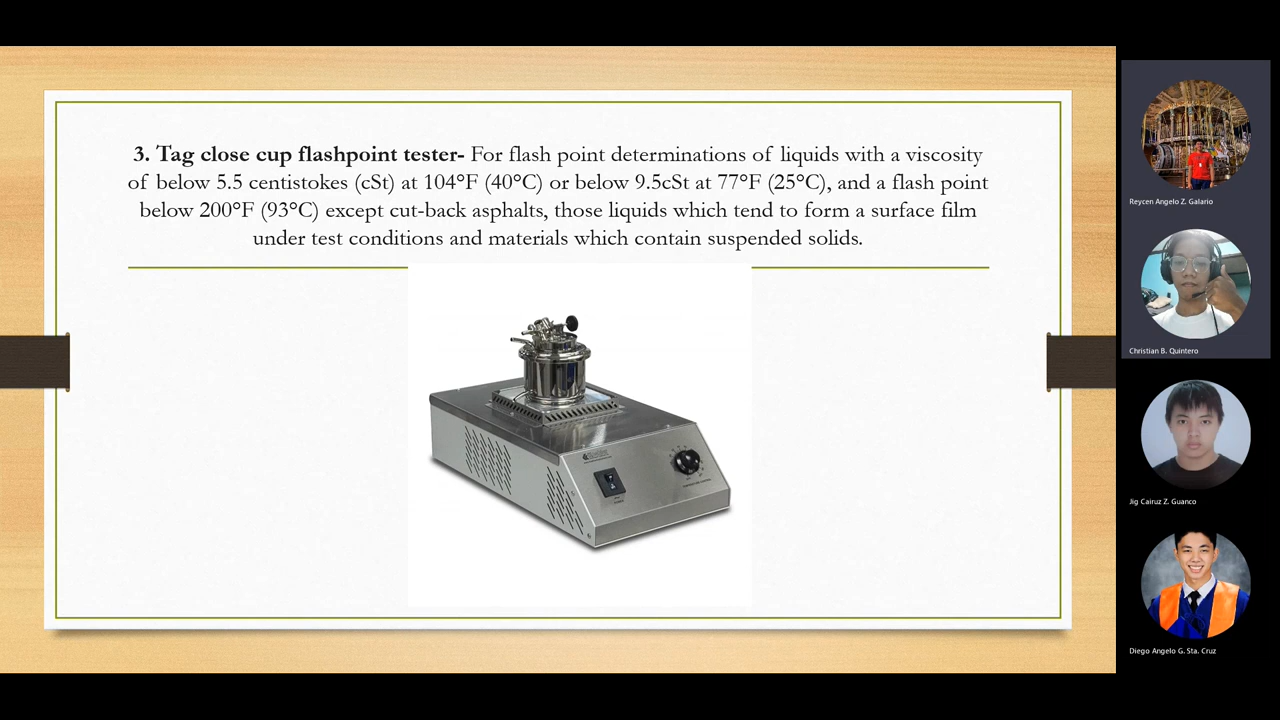 3. Tag close cup flashpoint tester- For flash point determinations of liquids with a viscosity
of below 5.5 centistokes (cSt) at 104°F (40°C) or below 9.5cSt at 77°F (25°C), and a flash point
below 200°F (93°C) except cut-back asphalts, those liquids which tend to form a surface film
under test conditions and materials which contain suspended solids.
Reycen Angelo Z. Galario
Christian B. Quintero
Jig Cairuz Z. Guanco
Diego Angelo G. Sta. Cruz